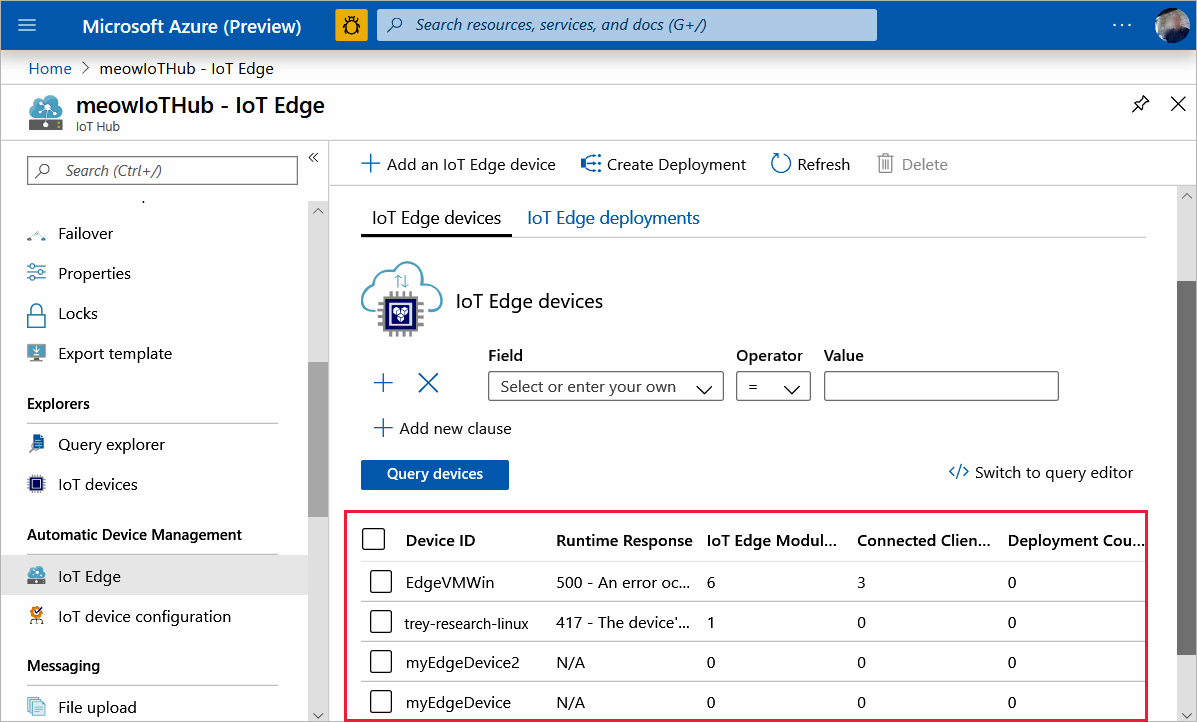 Microsoft Azure (Preview)
Search resources, services, and docs (G+/)
Home > meowIoTHub - IoT Edge
meowIoTHub - IoT Edge
IoT Hub
Search (Ctrl+/)
Failover
Properties
Locks
Export template
Explorers
Query explorer
IoT devices
Automatic Device Management
IoT Edge
IoT device configuration
Messaging
File upload
Add an IoT Edge device Create Deployment Refresh Delete
IoT Edge devices IoT Edge deployments
IoT Edge devices
Field Operator Value
Select or enter your own =
Add new clause
Query devices </> Switch to query editor
Device ID Runtime Response IoT Edge Modul... Connected Clien... Deployment Cou...
EdgeVMWin 500 - An error oc... 6 3 0
trey-research-linux 417 - The device'... 1 0 0
myEdgeDevice2 N/A 0 0 0
myEdgeDevice N/A 0 0 0